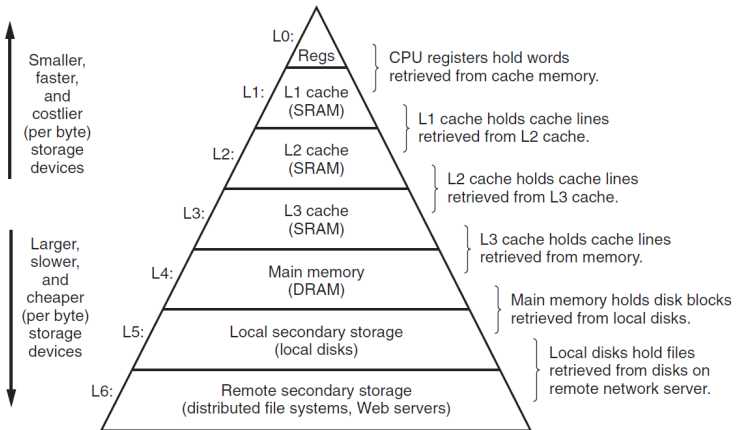 Smaller,
faster,
and
costlier
(per byte)
storage
devices
Larger,
slower,
and
cheaper
(per byte)
storage
devices
L0:
Regs
CPU registers hold words
retrieved from cache memory.
L1:
L1 cache
(SRAM)
L1 cache holds cache lines
retrieved from L2 cache.
L2:
L2 cache
(SRAM)
L2 cache holds cache lines
retrieved from L3 cache.
L3:
L3 cache
(SRAM)
L3 cache holds cache lines
retrieved from memory.
L4:
Main memory
(DRAM)
Main memory holds disk blocks
retrieved from local disks.
L5:
Local secondary storage
(local disks)
Local disks hold files
retrieved from disks on
remote network server.
L6:
Remote secondary storage
(distributed file systems, Web servers)